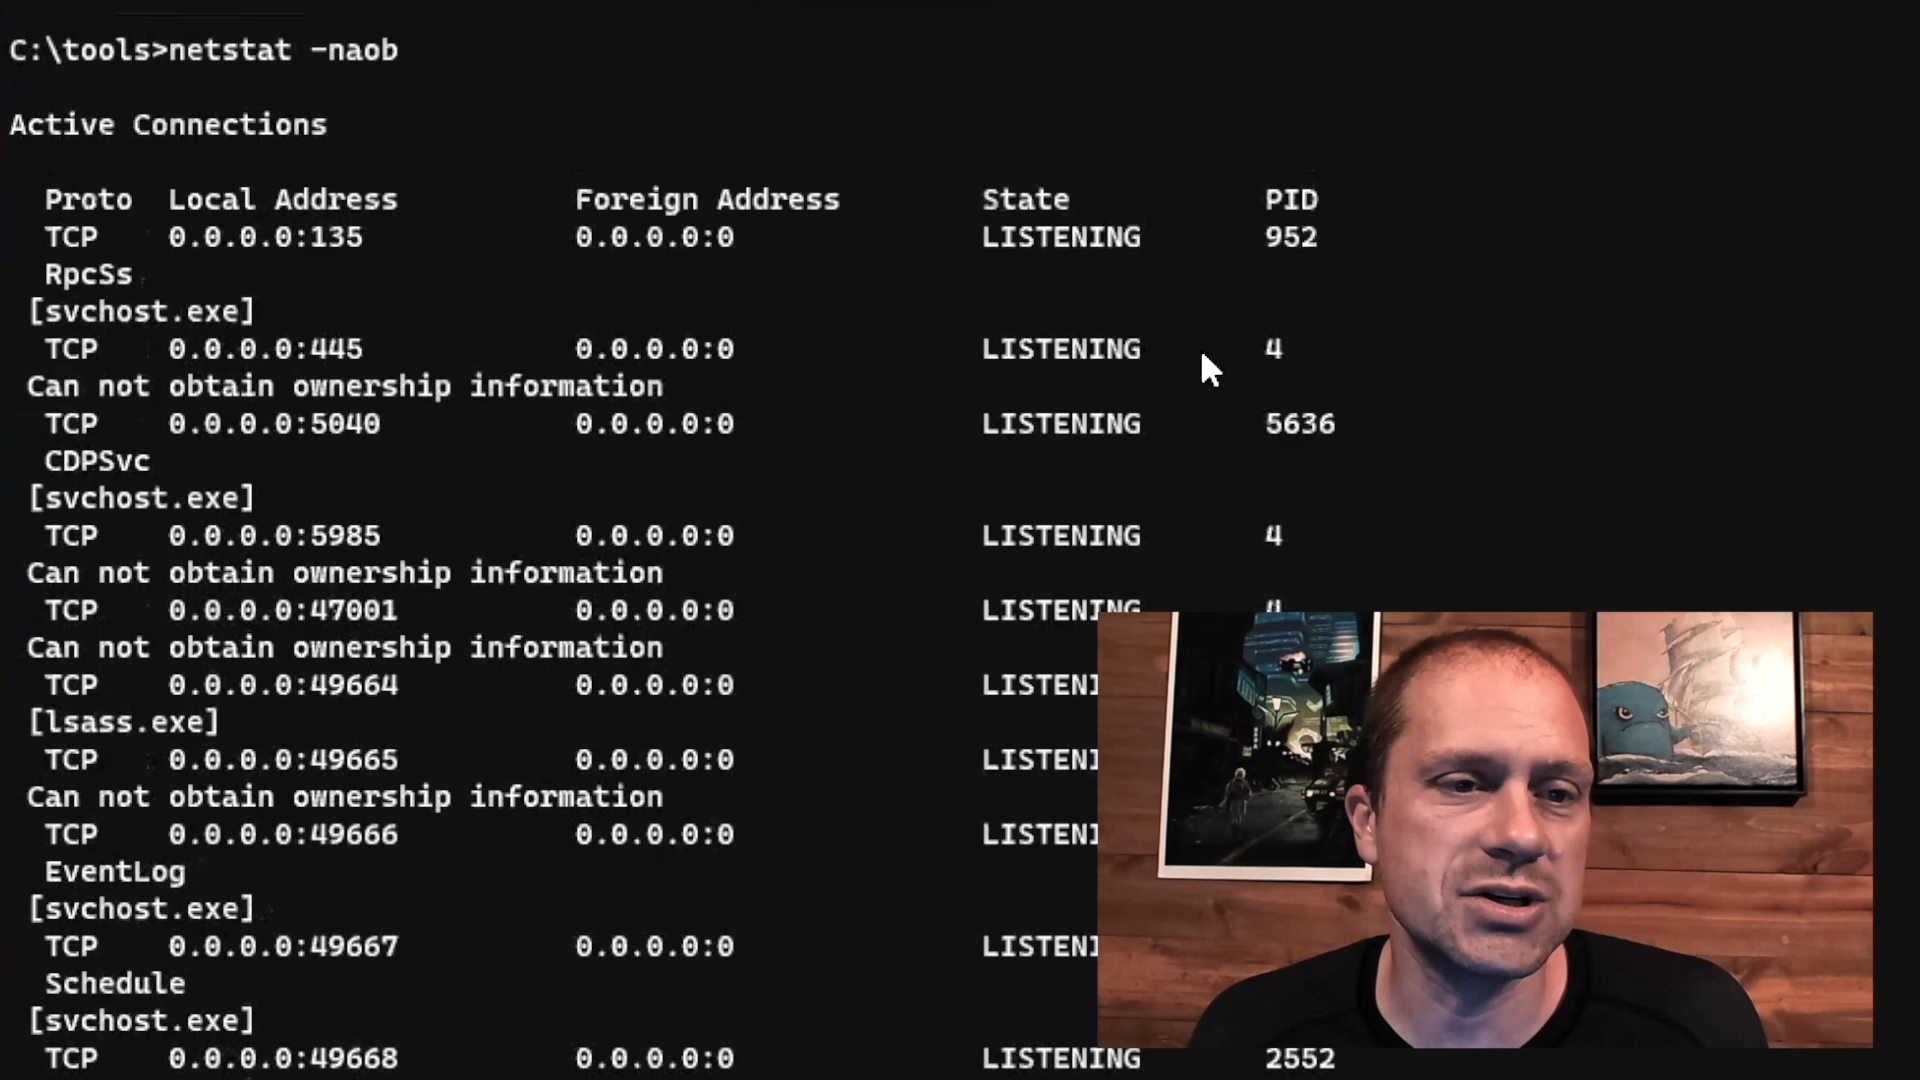 C:\tools>netstat -naob
Active Connections
Proto  Local Address          Foreign Address        State           PID
TCP    0.0.0.0:135            0.0.0.0:0              LISTENING       952
RpcSs
[svchost.exe]
TCP    0.0.0.0:445            0.0.0.0:0              LISTENING       4
Can not obtain ownership information
TCP    0.0.0.0:5040           0.0.0.0:0              LISTENING       5636
CDPSvc
[svchost.exe]
TCP    0.0.0.0:5985           0.0.0.0:0              LISTENING       4
Can not obtain ownership information
TCP    0.0.0.0:47001          0.0.0.0:0              LISTENING       4
Can not obtain ownership information
TCP    0.0.0.0:49664          0.0.0.0:0              LISTENI
[lsass.exe]
TCP    0.0.0.0:49665          0.0.0.0:0              LISTENI
Can not obtain ownership information
TCP    0.0.0.0:49666          0.0.0.0:0              LISTENI
EventLog
[svchost.exe]
TCP    0.0.0.0:49667          0.0.0.0:0              LISTENI
Schedule
[svchost.exe]
TCP    0.0.0.0:49668          0.0.0.0:0              LISTENING       2552